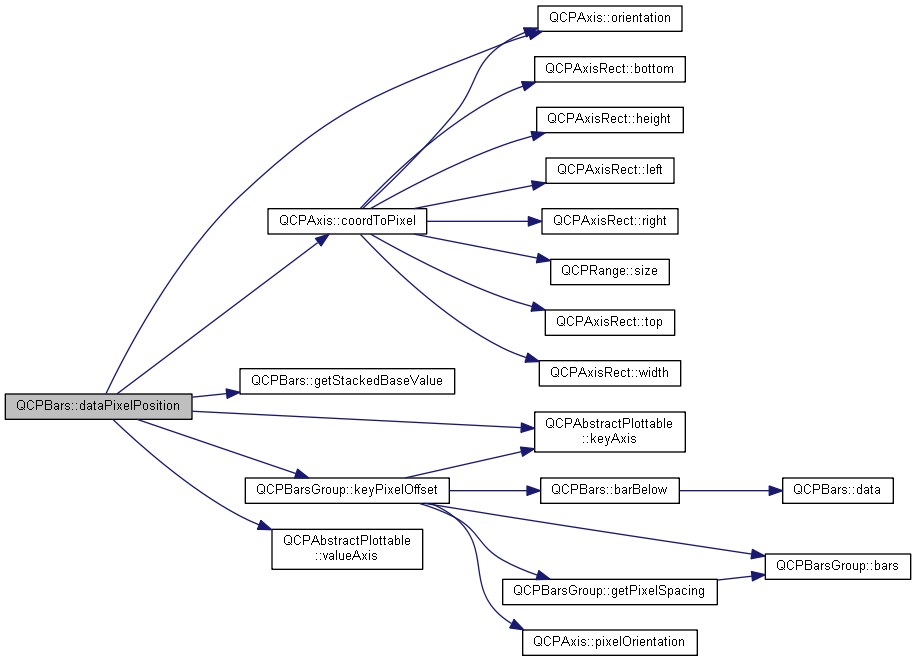 QCPAxis::orientation
QCPAxisRect::bottom
QCPAxisRect::height
QCPAxisRect::left
QCPAxis::coordToPixel
QCPAxisRect::right
QCPRange::size
QCPAxisRect::top
QCPAxisRect::width
QCPBars::getStackedBaseValue
QCPBars::dataPixelPosition
QCPAbstractPlottable
::keyAxis
QCPBarsGroup::keyPixelOffset
QCPBars::barBelow
QCPBars::data
QCPAbstractPlottable
::valueAxis
QCPBarsGroup::bars
QCPBarsGroup::getPixelSpacing
QCPAxis::pixelOrientation